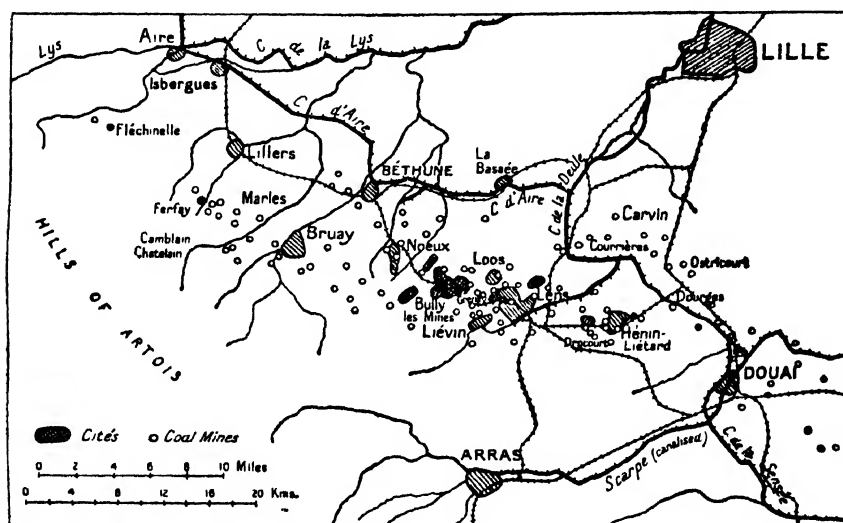 Lys
Aire
C de la Lys
LILLE
Isbergues
C d'Aire
Fléchinelle
Lillers
La
Bassée
BÉTHUNE
C d'Aire
C de la Deule
Ferfay
Marles
Carvin
Camblain
Chatelain
Bruay
Noeux
Courrières
Loos
Ostricourt
HILLS OF ARTOIS
Bully
les Mines
Lens
Dourges
Liévin
Drocourt
Hénin-
Liétard
DOUAI
Cités
Coal Mines
ARRAS
Scarpe (canalised)
C de la Sensée
0 2 4 6 8 10 Miles
0 4 8 12 16 20 Kms.